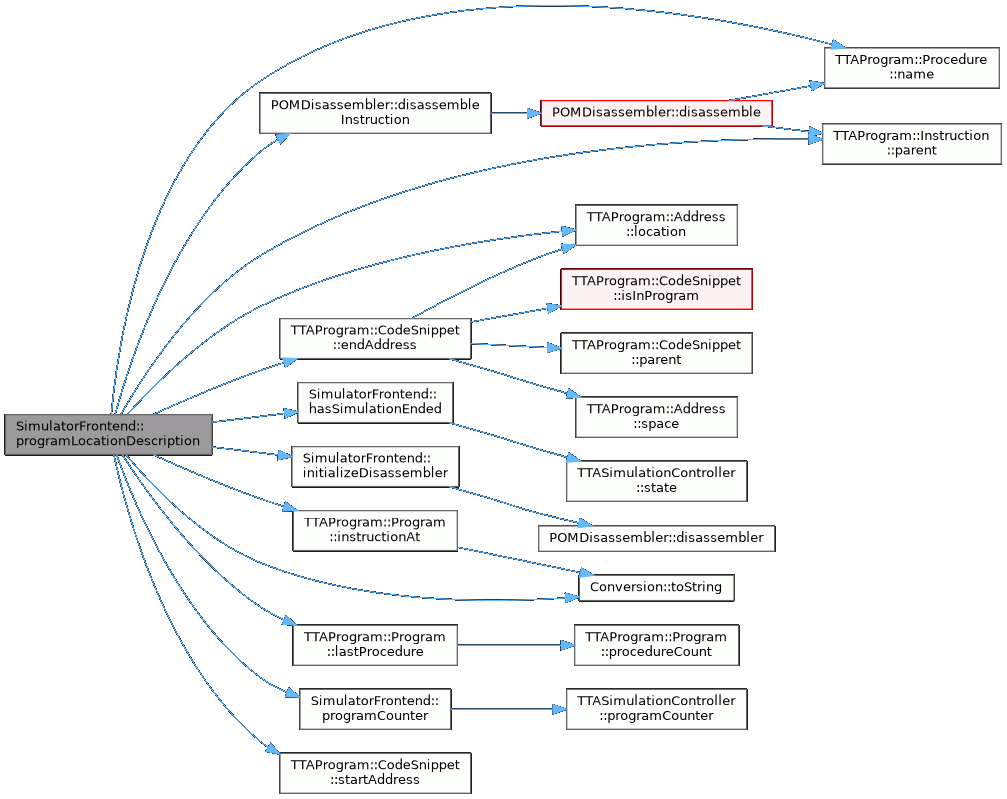 TTAProgram::Procedure
::name
POMDisassembler::disassemble
Instruction
POMDisassembler::disassemble
TTAProgram::Instruction
::parent
TTAProgram::Address
::location
TTAProgram::CodeSnippet
::isInProgram
TTAProgram::CodeSnippet
::endAddress
TTAProgram::CodeSnippet
::parent
SimulatorFrontend::
hasSimulationEnded
TTAProgram::Address
::space
SimulatorFrontend::
programLocationDescription
SimulatorFrontend::
initializeDisassembler
TTASimulationController
::state
TTAProgram::Program
::instructionAt
POMDisassembler::disassembler
Conversion::toString
TTAProgram::Program
::lastProcedure
TTAProgram::Program
::procedureCount
SimulatorFrontend::
programCounter
TTASimulationController
::programCounter
TTAProgram::CodeSnippet
::startAddress